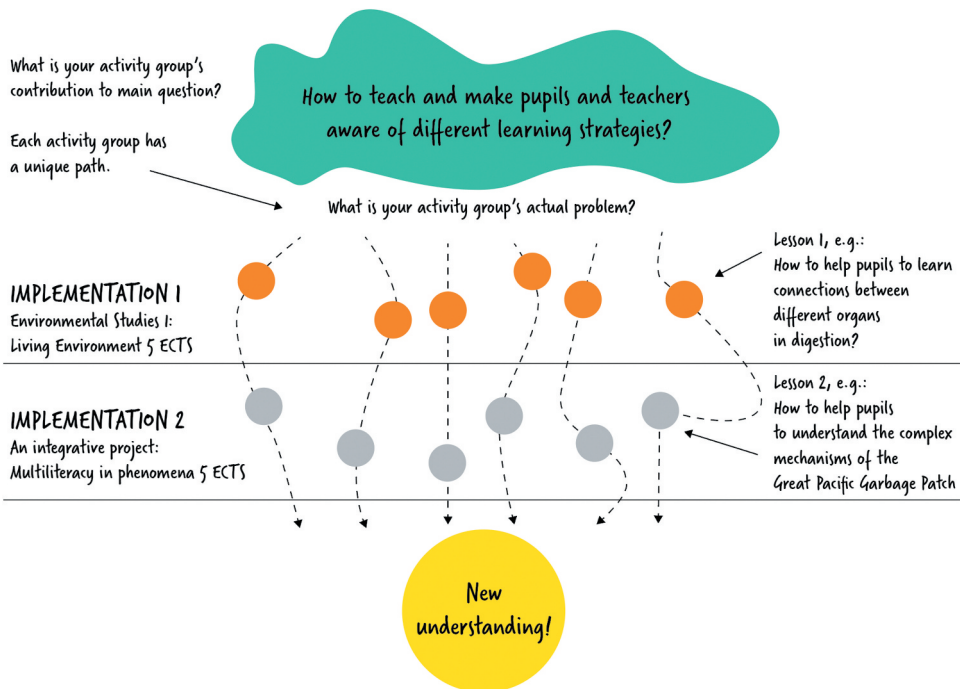 What is your activity group's
contribution to main question?
Each activity group has
a unique path.
How to teach and make pupils and teachers
aware of different learning strategies?
What is your activity group's actual problem?
IMPLEMENTATION 1
Environmental Studies 1:
Living Environment 5 ECTS
Lesson 1, e.g.:
How to help pupils to learn
connections between
different organs
in digestion?
IMPLEMENTATION 2
An integrative project:
Multiliteracy in phenomena 5 ECTS
Lesson 2, e.g.:
How to help pupils
to understand the complex
mechanisms of the
Great Pacific Garbage Patch
New
understanding!